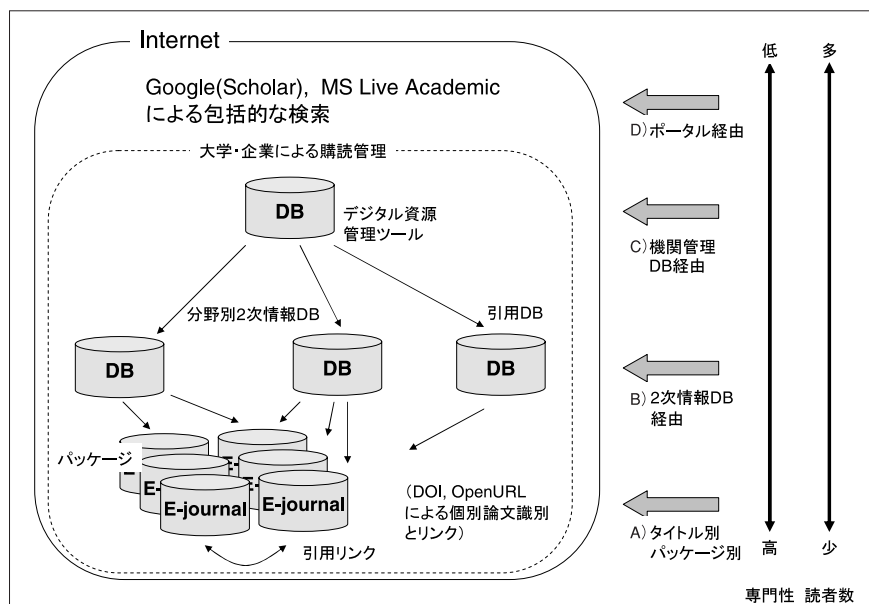 Internet
Google(Scholar), MS Live Academic
による包括的な検索
大学・企業による購読管理
DB
デジタル資源
管理ツール
分野別2次情報DB
引用DB
DB
DB
DB
パッケージ
E-
E-
E-
E-journal
E-journal
(DOI, OpenURL
による個別論文識別
とリンク)
引用リンク
D)ポータル経由
C)機関管理
DB経由
B)2次情報DB
経由
A)タイトル別
パッケージ別
低
多
高
少
専門性
読者数